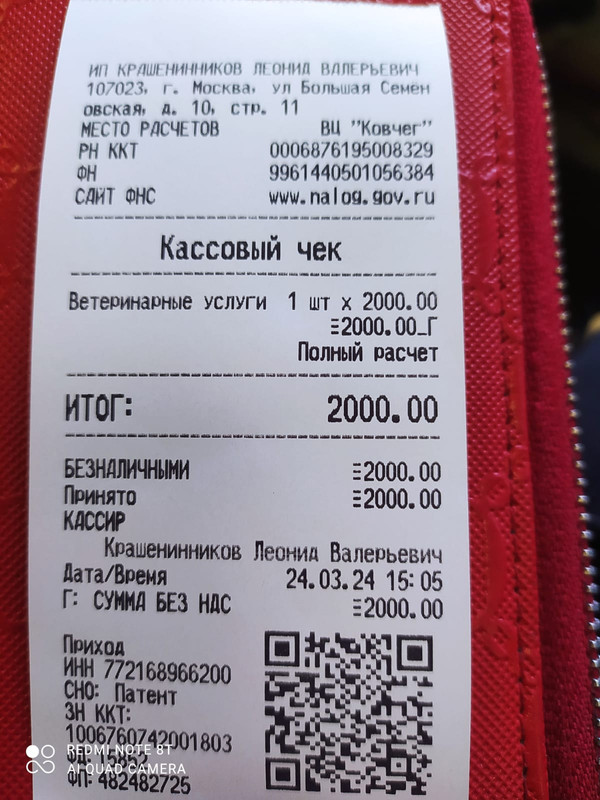 ИП КРАШЕНИННИКОВ ЛЕОНИД ВАЛЕРЬЕВИЧ
107023, г. Москва, ул Большая Семен
овская, д. 10, стр. 11
МЕСТО РАСЧЕТОВ ВЦ "Ковчег"
РН ККТ 0006876195008329
ФН 9961440501056384
САЙТ ФНС www.nalog.gov.ru
Кассовый чек
Ветеринарные услуги 1 шт х 2000.00
=2000.00_Г
Полный расчет
ИТОГ: 2000.00
БЕЗНАЛИЧНЫМИ =2000.00
Принято =2000.00
КАССИР
Крашенинников Леонид Валерьевич
Дата/Время 24.03.24 15:05
Г: СУММА БЕЗ НДС =2000.00
Приход
ИНН 772168966200
СНО: Патент
ЗН ККТ:
10067607420018​03
ФП: 482482725
REDMI NOTE 8T
AI QUAD CAMERA